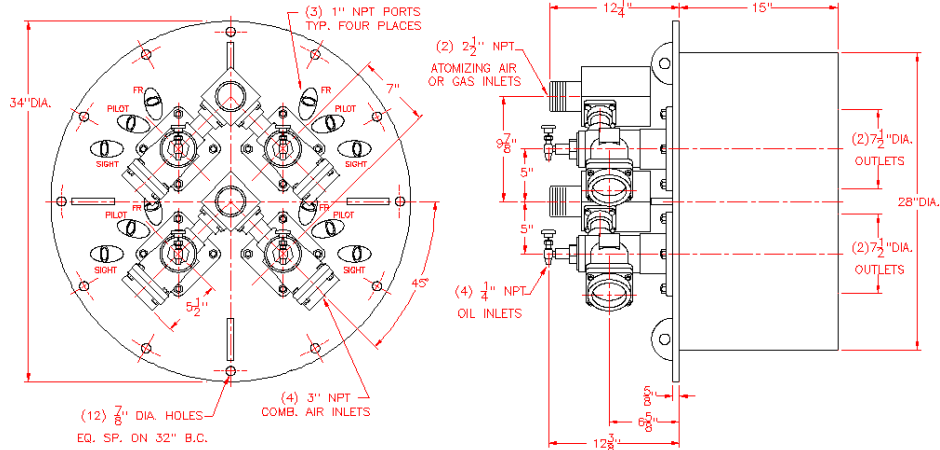 (3) 1" NPT PORTS
TYP. FOUR PLACES
34"DIA.
FR
FR
PILOT
PILOT
SIGHT
SIGHT
7"
FR
FR
PILOT
PILOT
SIGHT
SIGHT
45°
5 1/2"
(12) 7/8" DIA. HOLES
EQ. SP. ON 32" B.C.
(4) 3" NPT
COMB. AIR INLETS
12 1/4"
15"
(2) 2 1/2" NPT
ATOMIZING AIR
OR GAS INLETS
9 7/8"
5"
5"
(4) 1/4" NPT
OIL INLETS
(2)7 1/2"DIA.
OUTLETS
28"DIA.
(2)7 1/2"DIA.
OUTLETS
5/8"
6 5/8"
12 3/8"